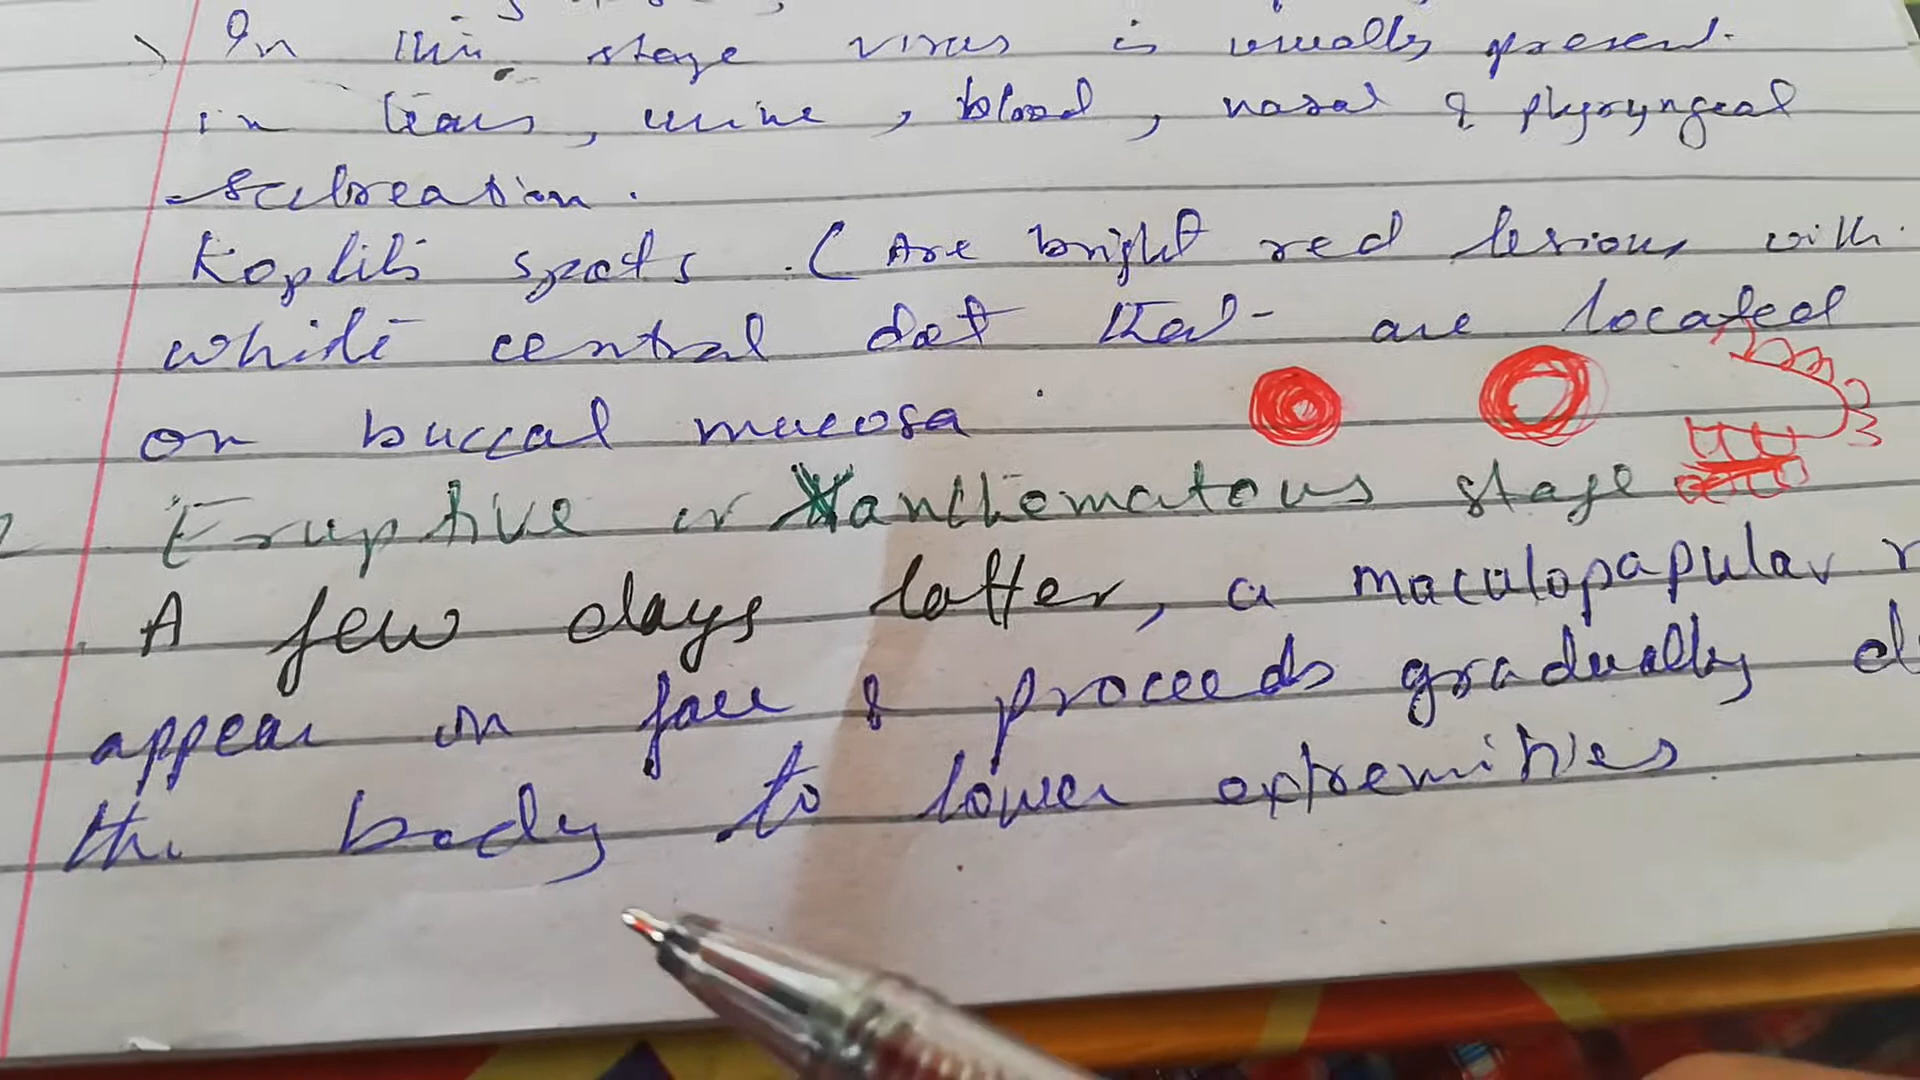 In this stage virus is usually present.
in tears, urine, blood, nasal & phyryngeal
secbreation.
Koplik's spots. (Are bright red lesions with
white central dot that are located
on buccal mucosa
Eruptive or Xanthematous stage
A few days latter, a maculopapular
appear on face & proceeds gradually
the body to lower extremities